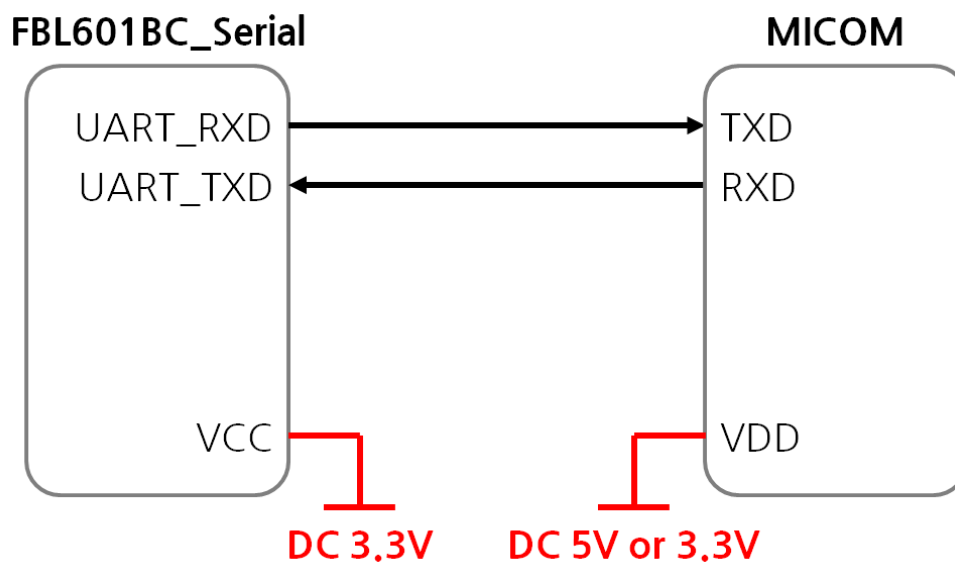 FBL601BC_Serial
MICOM
UART_RXD
TXD
UART_TXD
RXD
VCC
VDD
DC 3.3V
DC 5V or 3.3V